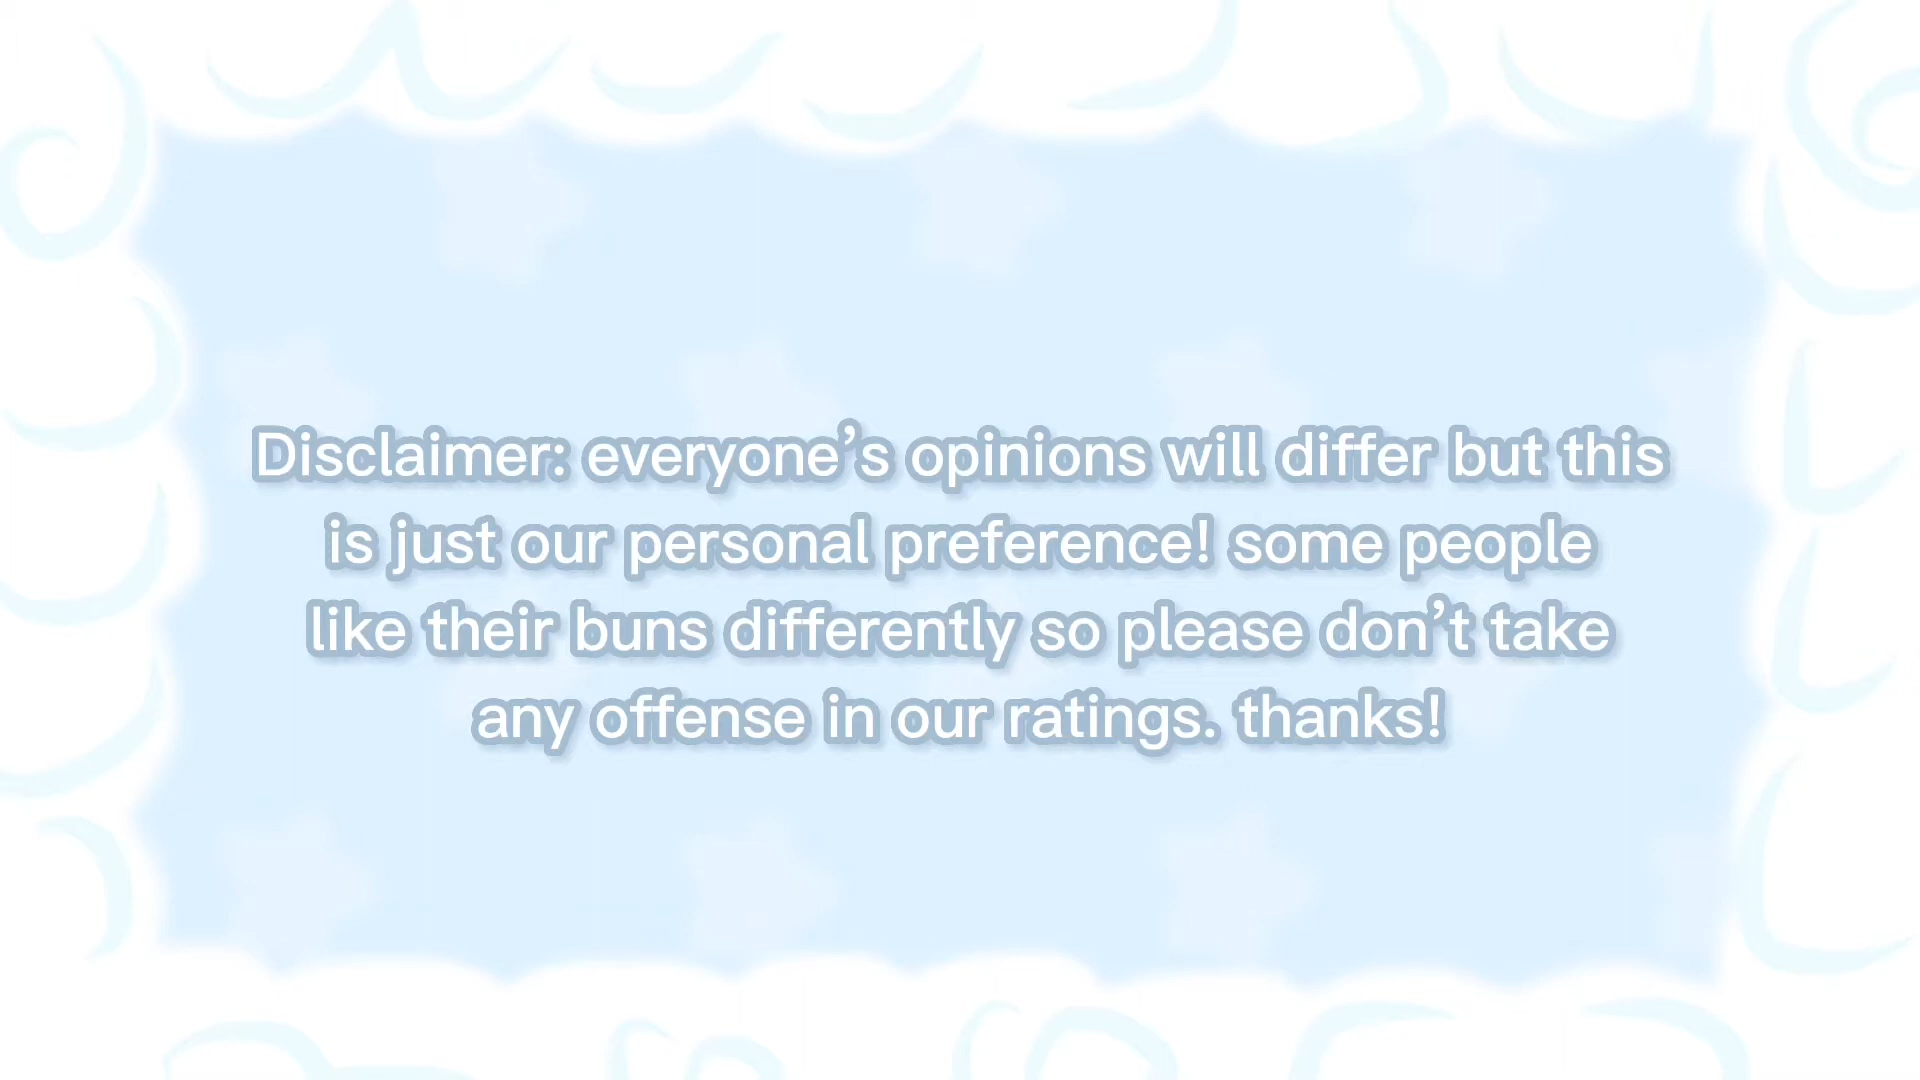 Disclaimer: everyone’s opinions will differ but this
is just our personal preference! some people
like their buns differently so please don’t take
any offense in our ratings. thanks!